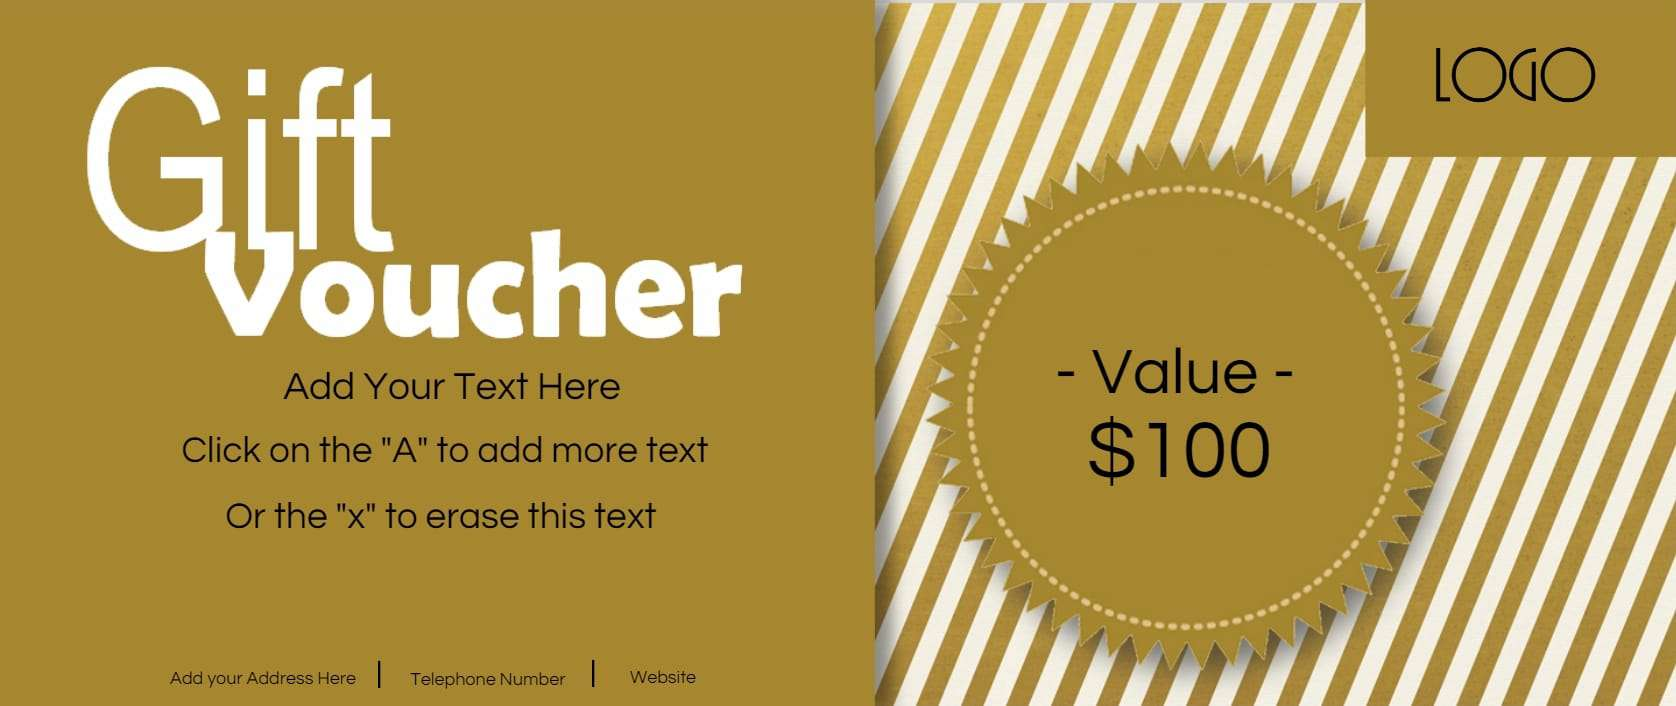 Gift
Voucher
Add Your Text Here
Click on the "A" to add more text
Or the "x" to erase this text
Add your Address Here | Telephone Number | Website
LOGO
- Value -
$100